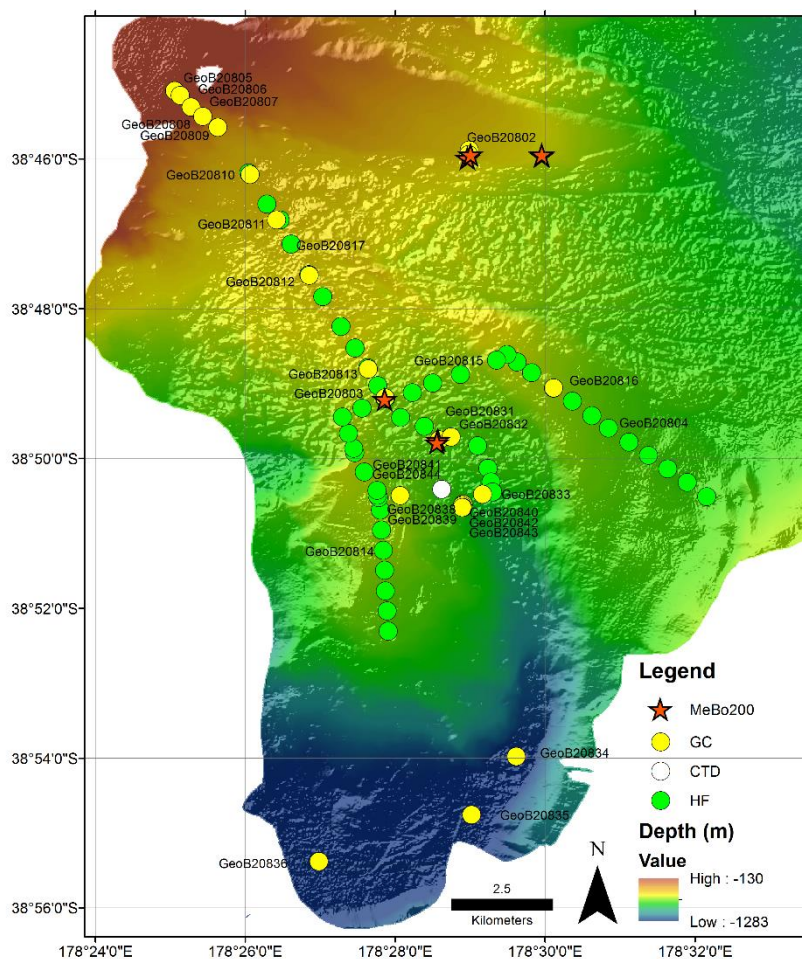 GeoB20805
GeoB20806
GeoB20807
GeoB20808
GeoB20809
GeoB20802
38°46'0"S
GeoB20810
GeoB20811
GeoB20817
GeoB20812
38°48'0"S
GeoB20815
GeoB20813
GeoB20816
GeoB20803
GeoB20831
GeoB20832
GeoB20804
38°50'0"S
GeoB20841
GeoB20844
GeoB20833
GeoB20838
GeoB20839
GeoB20840
GeoB20842
GeoB20843
GeoB20814
38°52'0"S
Legend
MeBo200
GC
CTD
HF
38°54'0"S
GeoB20834
GeoB20835
GeoB20836
Depth (m)
Value
High : -130
Low : -1283
N
2.5
Kilometers
38°56'0"S
178°24'0"E 178°26'0"E 178°28'0"E 178°30'0"E 178°32'0"E